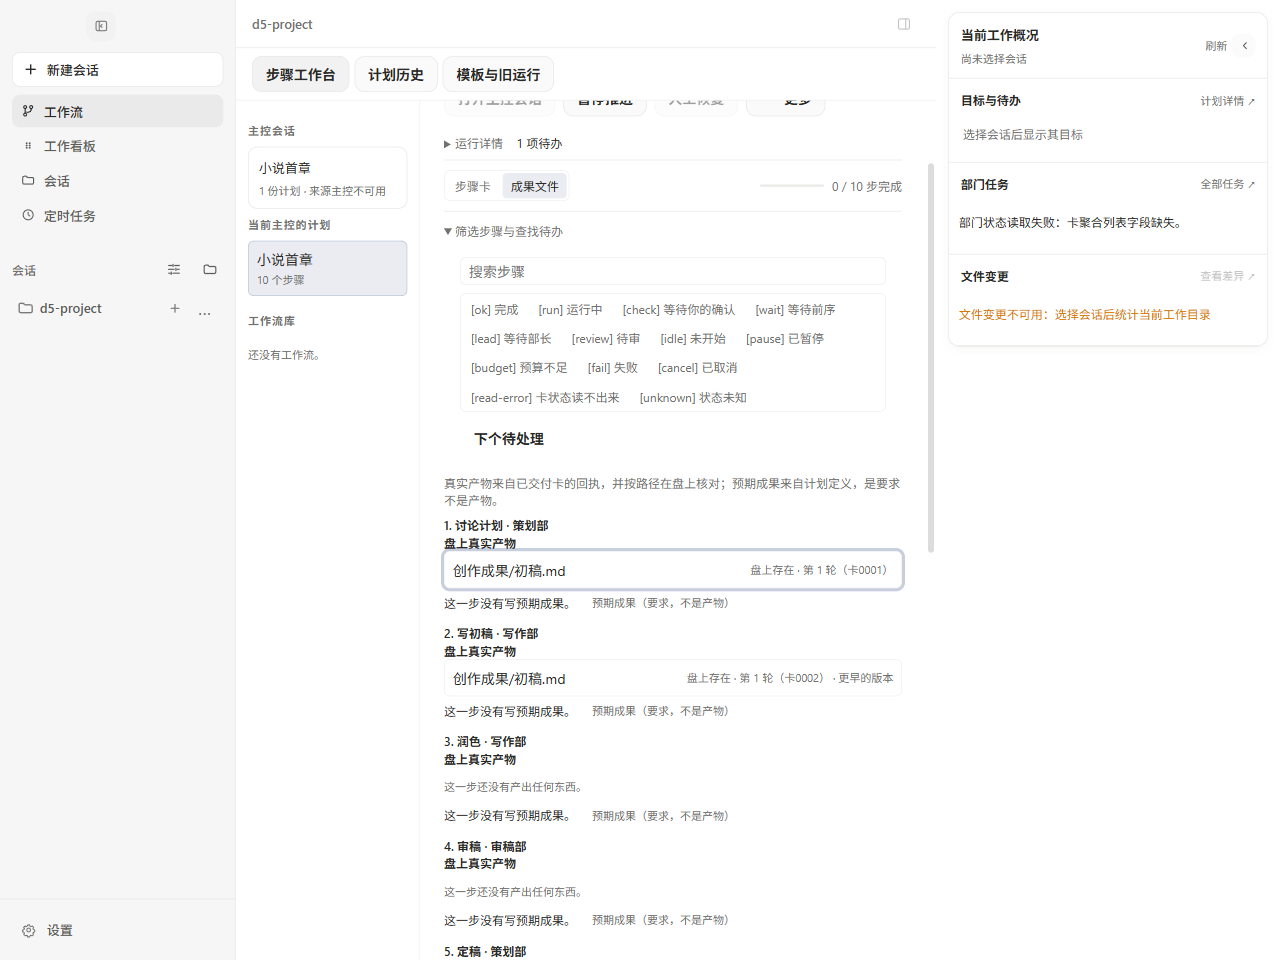 新建会话
工作流
工作看板
会话
定时任务
会话
d5-project
设置
d5-project
步骤工作台
计划历史
模板与旧运行
主控会话
小说首章
1 份计划 · 来源主控不可用
当前主控的计划
小说首章
10 个步骤
工作流库
还没有工作流。
打开主控会话
暂停推进
人工恢复
更多
运行详情 1 项待办
步骤卡
成果文件
0 / 10 步完成
筛选步骤与查找待办
搜索步骤
[ok] 完成 [run] 运行中 [check] 等待你的确认 [wait] 等待前序
[lead] 等待部长 [review] 待审 [idle] 未开始 [pause] 已暂停
[budget] 预算不足 [fail] 失败 [cancel] 已取消
[read-error] 卡状态读不出来 [unknown] 状态未知
下个待处理
真实产物来自已交付卡的回执，并按路径在盘上核对；预期成果来自计划定义，是要求
不是产物。
1. 讨论计划 · 策划部
盘上真实产物
创作成果/初稿.md
盘上存在 · 第 1 轮（卡0001）
这一步没有写预期成果。 预期成果（要求，不是产物）
2. 写初稿 · 写作部
盘上真实产物
创作成果/初稿.md
盘上存在 · 第 1 轮（卡0002） · 更早的版本
这一步没有写预期成果。 预期成果（要求，不是产物）
3. 润色 · 写作部
盘上真实产物
这一步还没有产出任何东西。
这一步没有写预期成果。 预期成果（要求，不是产物）
4. 审稿 · 审稿部
盘上真实产物
这一步还没有产出任何东西。
这一步没有写预期成果。 预期成果（要求，不是产物）
5. 定稿 · 策划部
当前工作概况
尚未选择会话
刷新
目标与待办
计划详情 ↗
选择会话后显示其目标
部门任务
全部任务 ↗
部门状态读取失败：卡聚合列表字段缺失。
文件变更
查看差异 ↗
文件变更不可用：选择会话后统计当前工作目录